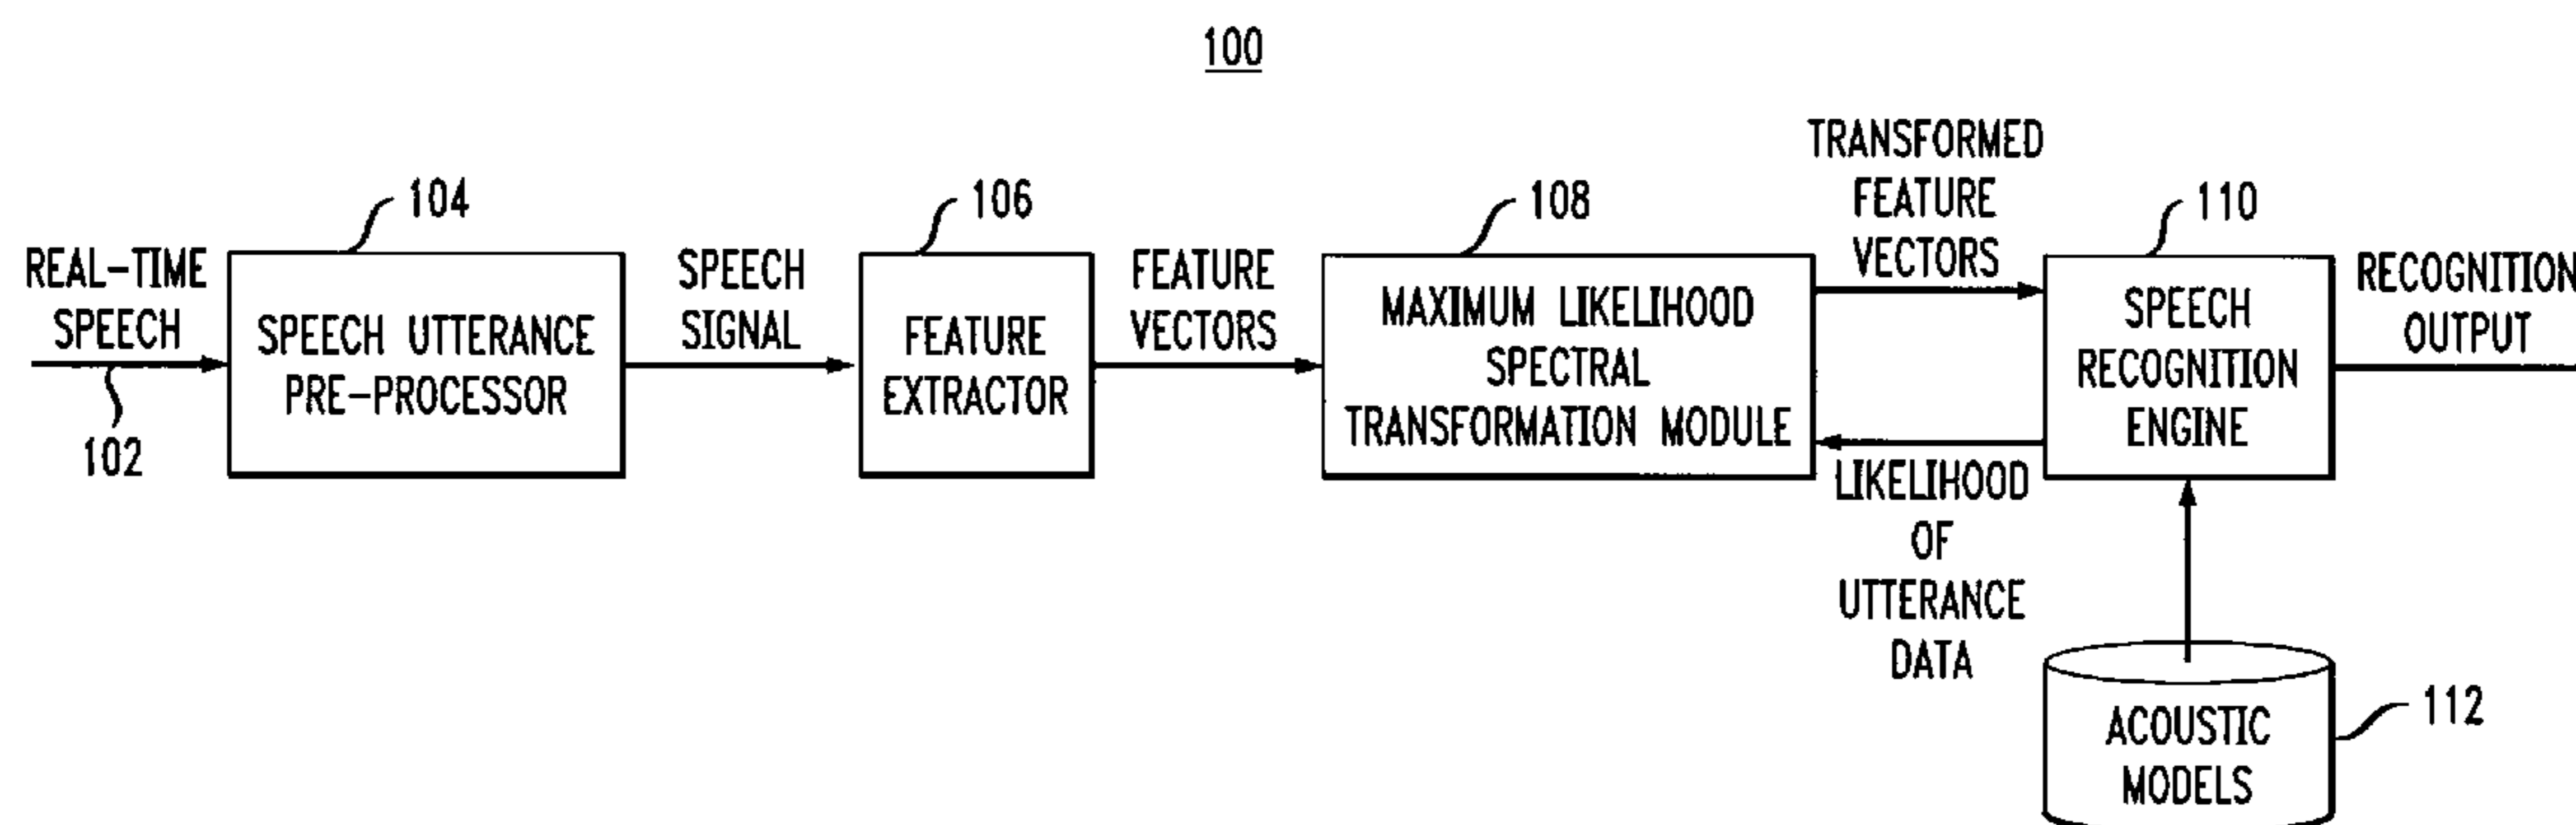 100
REAL-TIME
SPEECH
102
104
SPEECH UTTERANCE
PRE-PROCESSOR
SPEECH
SIGNAL
106
FEATURE
EXTRACTOR
FEATURE
VECTORS
108
MAXIMUM LIKELIHOOD
SPECTRAL
TRANSFORMATION MODULE
TRANSFORMED
FEATURE
VECTORS
LIKELIHOOD
OF
UTTERANCE
DATA
110
SPEECH
RECOGNITION
ENGINE
RECOGNITION
OUTPUT
112
ACOUSTIC
MODELS